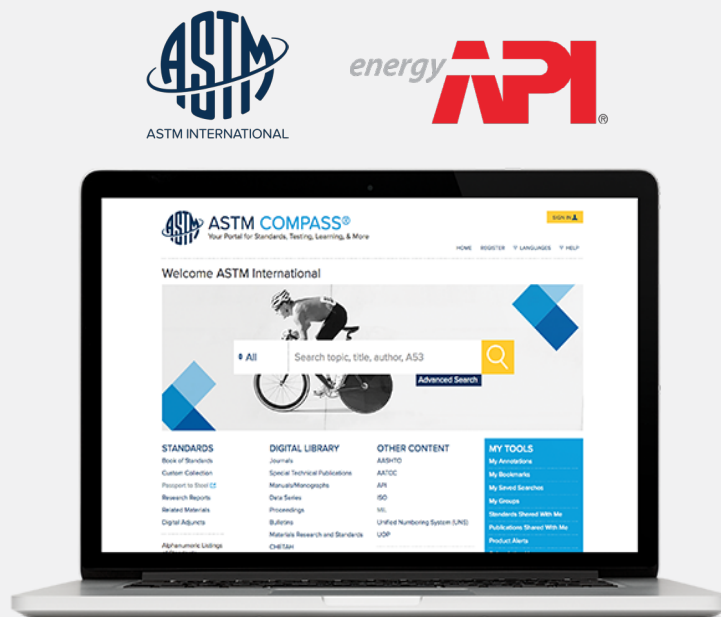 ASTM
ASTM INTERNATIONAL
energy API®
ASTM
ASTM COMPASS®
Your Portal for Standards, Testing, Learning, & More
SIGN IN
HOME REGISTER LANGUAGES HELP
Welcome ASTM International
All
Search topic, title, author, A53
Advanced Search
STANDARDS
Book of Standards
Custom Collection
Passport to Steel
Research Reports
Related Materials
Digital Adjuncts
Alphanumeric Listings
DIGITAL LIBRARY
Journals
Special Technical Publications
Manuals/Monographs
Data Series
Proceedings
Bulletins
Materials Research and Standards
CHETAH
OTHER CONTENT
AASHTO
AATCC
API
ISO
MIL
Unified Numbering System (UNS)
UOP
MY TOOLS
My Annotations
My Bookmarks
My Saved Searches
My Groups
Standards Shared With Me
Publications Shared With Me
Product Alerts